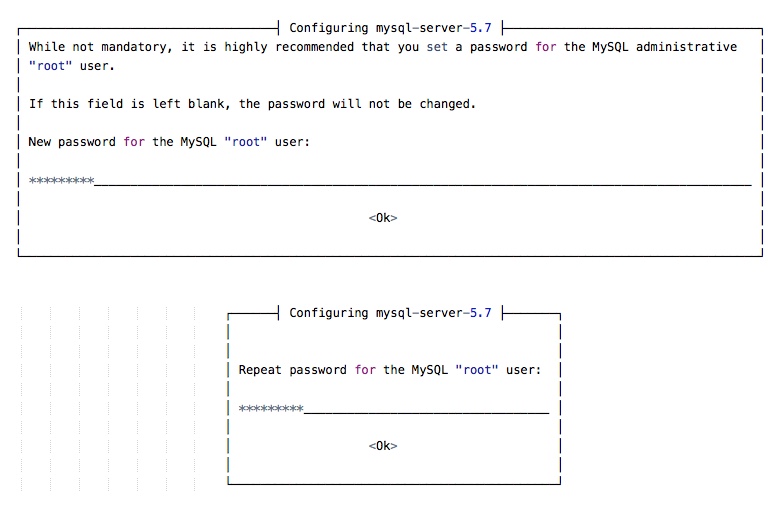 Configuring mysql-server-5.7
While not mandatory, it is highly recommended that you set a password for the MySQL administrative
"root" user.
If this field is left blank, the password will not be changed.
New password for the MySQL "root" user:
*********
<Ok>
Configuring mysql-server-5.7
Repeat password for the MySQL "root" user:
*********
<Ok>